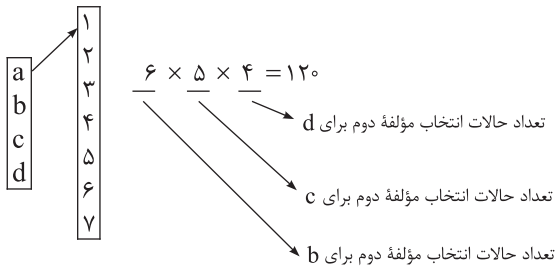 a
b
c
d
۱
۲
۳
۴
۵
۶
۷
۶ × ۵ × ۴ = ۱۲۰
تعداد حالات انتخاب مؤلفهٔ دوم برای d
تعداد حالات انتخاب مؤلفهٔ دوم برای c
تعداد حالات انتخاب مؤلفهٔ دوم برای b